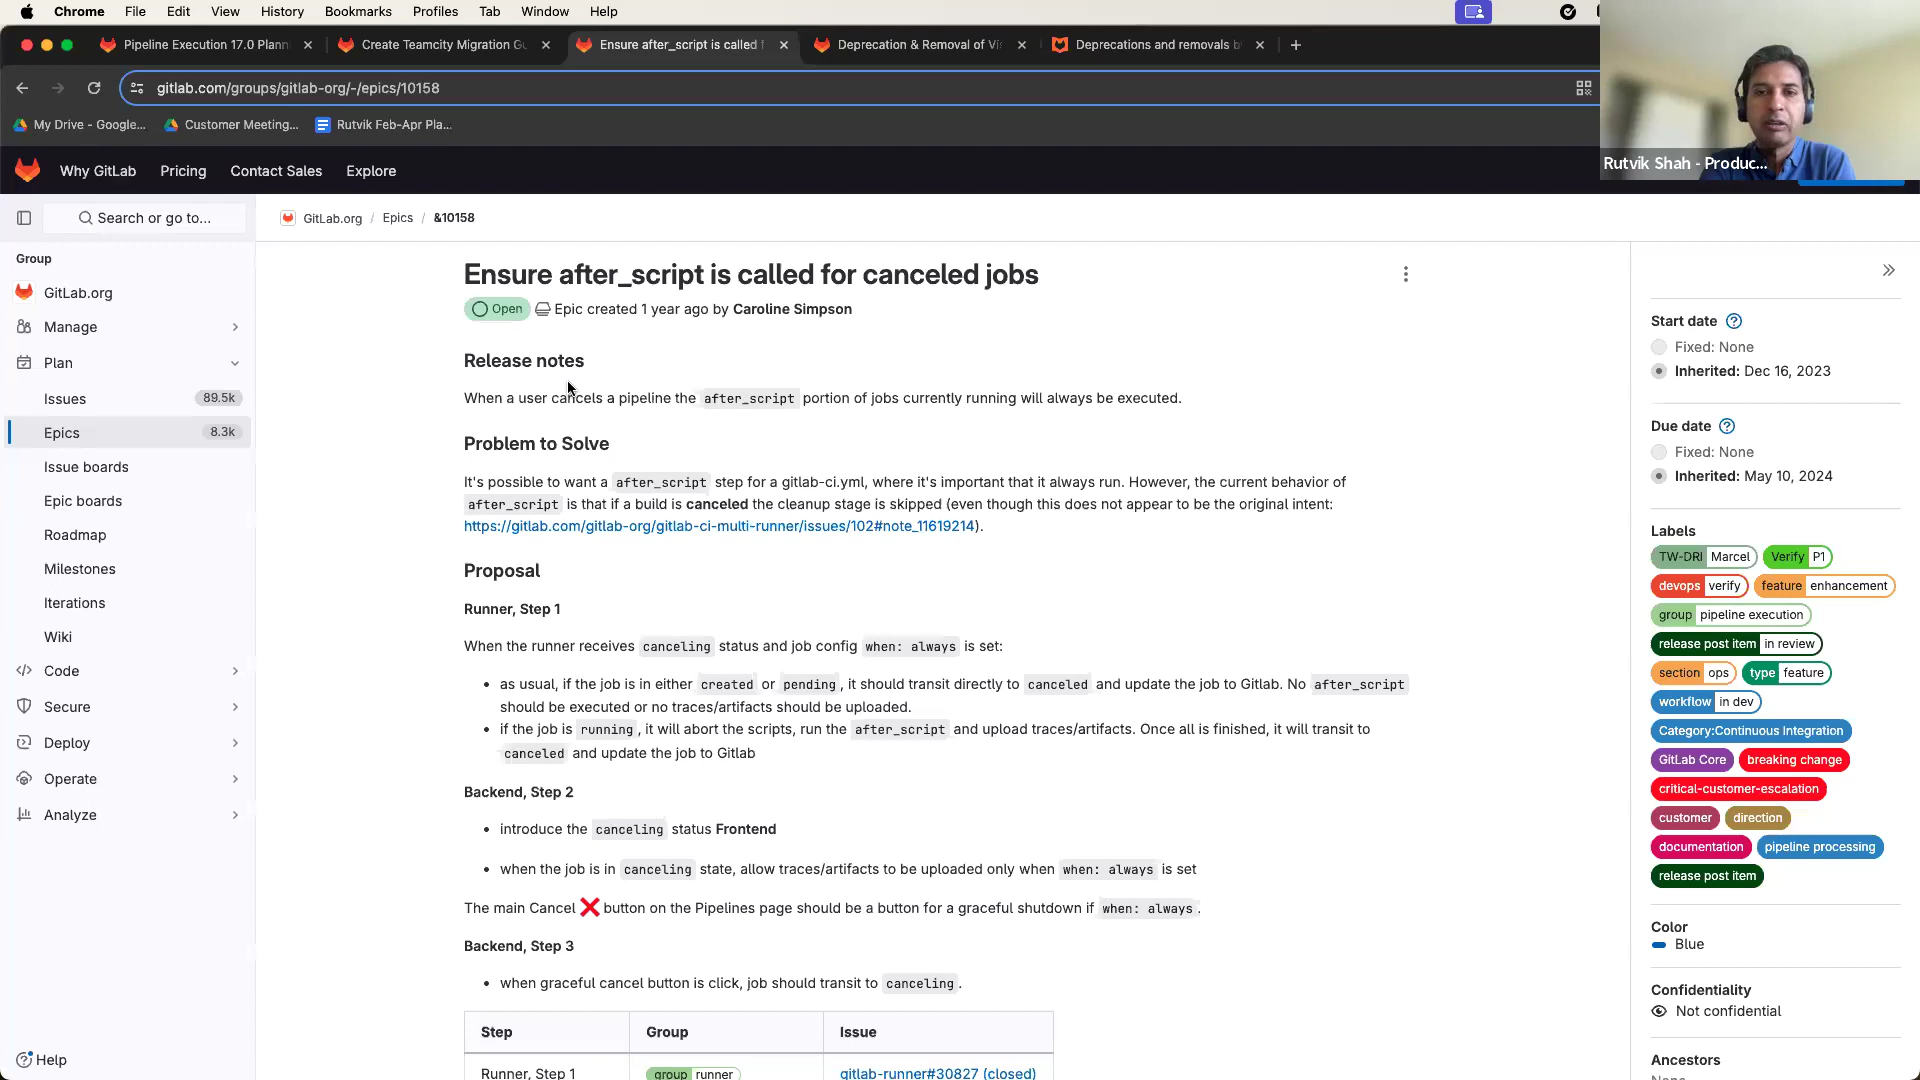 Chrome File Edit View History Bookmarks Profiles Tab Window Help
Pipeline Execution 17.0 Plann
Create Teamcity Migration Gu
Ensure after_script is called f
Deprecation & Removal of Vi
Deprecations and removals b
gitlab.com/groups/gitlab-org/-/epics/10158
My Drive - Google...
Customer Meeting...
Rutvik Feb-Apr Pla...
Rutvik Shah - Produc...
Why GitLab
Pricing
Contact Sales
Explore
Search or go to...
GitLab.org / Epics / &10158
Group
GitLab.org
Manage
Plan
Issues 89.5k
Epics 8.3k
Issue boards
Epic boards
Roadmap
Milestones
Iterations
Wiki
Code
Secure
Deploy
Operate
Analyze
Help
Ensure after_script is called for canceled jobs
Open Epic created 1 year ago by Caroline Simpson
Release notes
When a user cancels a pipeline the after_script portion of jobs currently running will always be executed.
Problem to Solve
It's possible to want a after_script step for a gitlab-ci.yml, where it's important that it always run. However, the current behavior of
after_script is that if a build is canceled the cleanup stage is skipped (even though this does not appear to be the original intent:
https://gitlab.com/gitlab-org/gitlab-ci-multi-runner/issues/102#note_11619214).
Proposal
Runner, Step 1
When the runner receives canceling status and job config when: always is set:
• as usual, if the job is in either created or pending, it should transit directly to canceled and update the job to Gitlab. No after_script
should be executed or no traces/artifacts should be uploaded.
• if the job is running, it will abort the scripts, run the after_script and upload traces/artifacts. Once all is finished, it will transit to
canceled and update the job to Gitlab
Backend, Step 2
• introduce the canceling status Frontend
• when the job is in canceling state, allow traces/artifacts to be uploaded only when when: always is set
The main Cancel ❌ button on the Pipelines page should be a button for a graceful shutdown if when: always.
Backend, Step 3
• when graceful cancel button is click, job should transit to canceling.
Step Group Issue
Runner, Step 1 group runner gitlab-runner#30827 (closed)
Start date
Fixed: None
Inherited: Dec 16, 2023
Due date
Fixed: None
Inherited: May 10, 2024
Labels
TW-DRI Marcel Verify P1
devops verify feature enhancement
group pipeline execution
release post item in review
section ops type feature
workflow in dev
Category:Continuous Integration
GitLab Core breaking change
critical-customer-escalation
customer direction
documentation pipeline processing
release post item
Color
Blue
Confidentiality
Not confidential
Ancestors